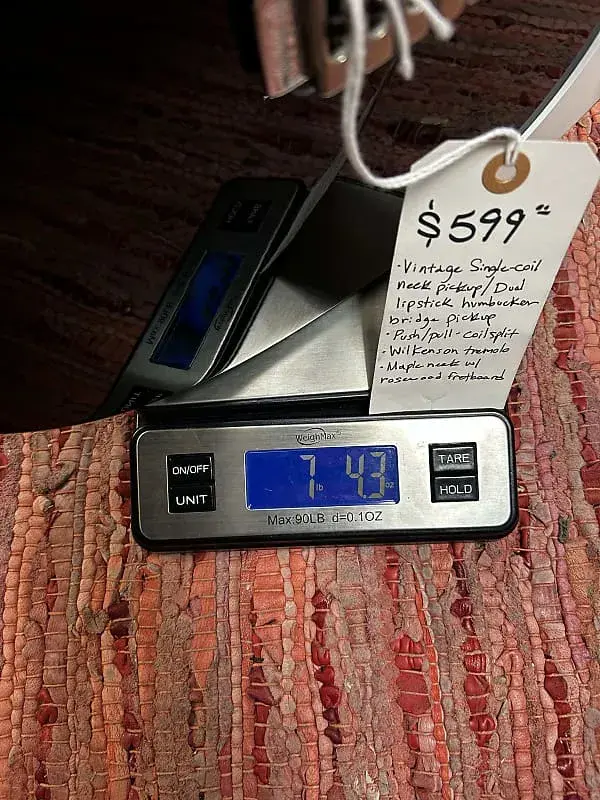 $599=
· Vintage Single-coil
neck pickup/Dual
lipstick humbucker
bridge pickup
· Push/pull-coil split
· Wilkenson tremolo
· Maple neck w/
rosewood fretboard
WeighMax®
ON/OFF
UNIT
7 lb 4.3 oz
TARE
HOLD
Max:90LB d=0.1OZ